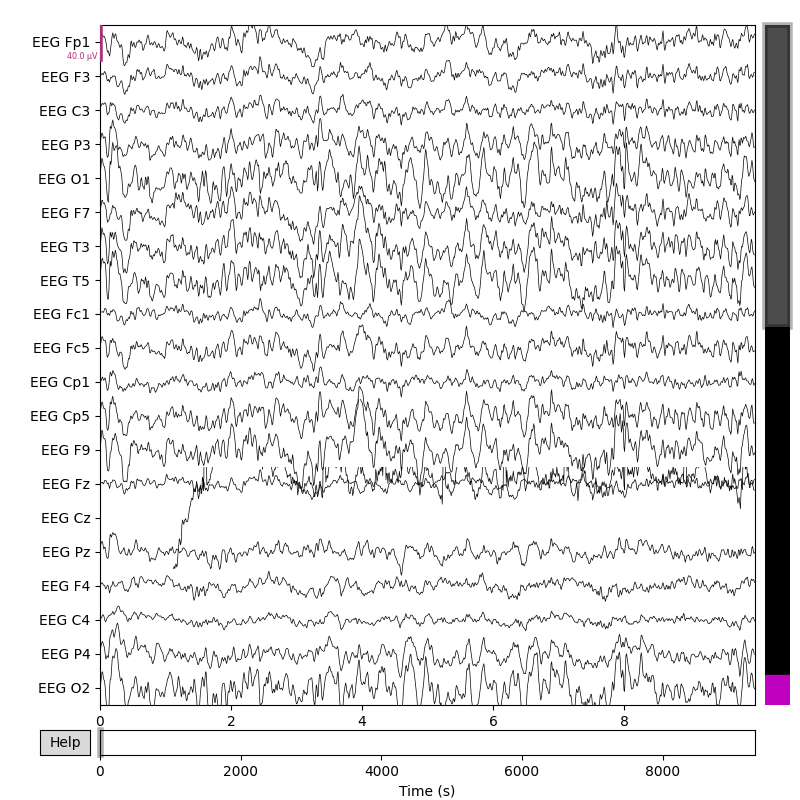 EEG Fp1
40.0 µV
EEG F3
EEG C3
EEG P3
EEG O1
EEG F7
EEG T3
EEG T5
EEG Fc1
EEG Fc5
EEG Cp1
EEG Cp5
EEG F9
EEG Fz
EEG Cz
EEG Pz
EEG F4
EEG C4
EEG P4
EEG O2
0 2 4 6 8
Help
0 2000 4000 6000 8000
Time (s)